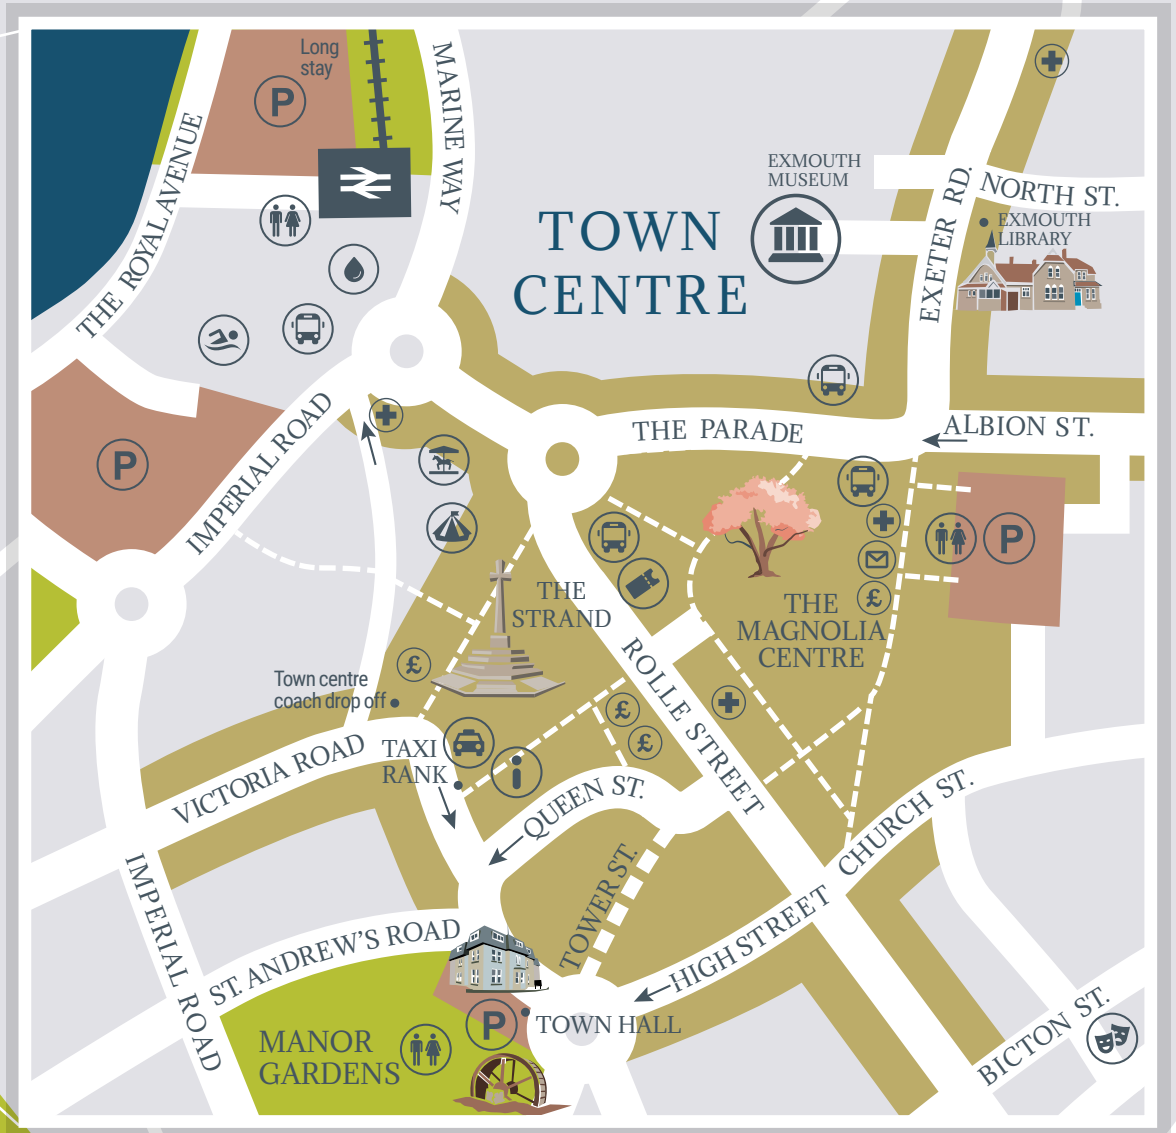 Long
stay
P
MARINE WAY
THE ROYAL AVENUE
TOWN
CENTRE
EXMOUTH
MUSEUM
EXETER RD.
NORTH ST.
EXMOUTH
LIBRARY
P
IMPERIAL ROAD
THE PARADE
ALBION ST.
P
THE
STRAND
THE
MAGNOLIA
CENTRE
£
£
£
£
ROLLE STREET
Town centre
coach drop off
VICTORIA ROAD
TAXI
RANK
i
QUEEN ST.
CHURCH ST.
TOWER ST.
HIGH STREET
IMPERIAL ROAD
ST. ANDREW'S ROAD
P
TOWN HALL
MANOR
GARDENS
BICTON ST.